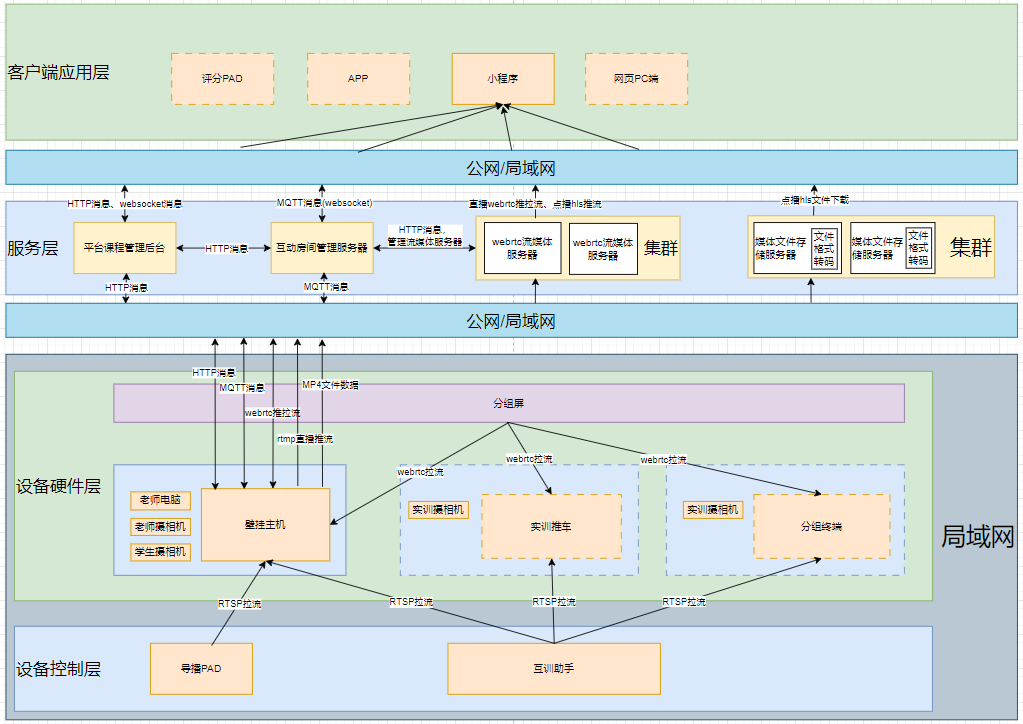 客户端应用层
评分PAD
APP
小程序
网页PC端
公网/局域网
HTTP消息、websocket消息
MQTT消息(websocket)
直播webrtc推拉流、点播hls推流
点播hls文件下载
服务层
平台课程管理后台
HTTP消息
互动房间管理服务器
HTTP消息,
管理流媒体服务器
webrtc流媒体
服务器
webrtc流媒体
服务器
集群
媒体文件存
储服务器
文件
格式
转码
媒体文件存
储服务器
文件
格式
转码
集群
HTTP消息
MQTT消息
公网/局域网
HTTP消息
MQTT消息
MP4文件数据
webrtc推拉流
rtmp直播推流
分组屏
webrtc拉流
webrtc拉流
webrtc拉流
设备硬件层
老师电脑
老师摄相机
学生摄相机
壁挂主机
实训摄相机
实训推车
实训摄相机
分组终端
局域网
RTSP拉流
RTSP拉流
RTSP拉流
RTSP拉流
设备控制层
导播PAD
互训助手